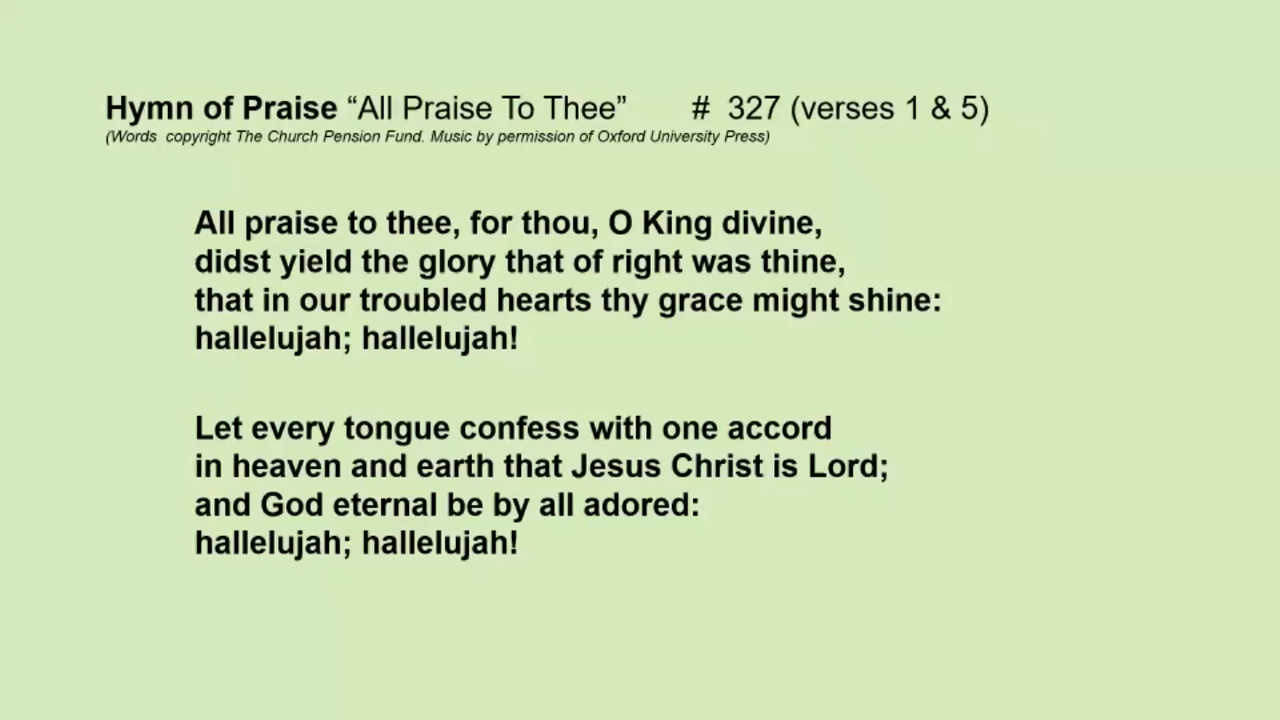 Hymn of Praise “All Praise To Thee” # 327 (verses 1 & 5)
(Words copyright The Church Pension Fund. Music by permission of Oxford University Press)
All praise to thee, for thou, O King divine,
didst yield the glory that of right was thine,
that in our troubled hearts thy grace might shine:
hallelujah; hallelujah!
Let every tongue confess with one accord
in heaven and earth that Jesus Christ is Lord;
and God eternal be by all adored:
hallelujah; hallelujah!